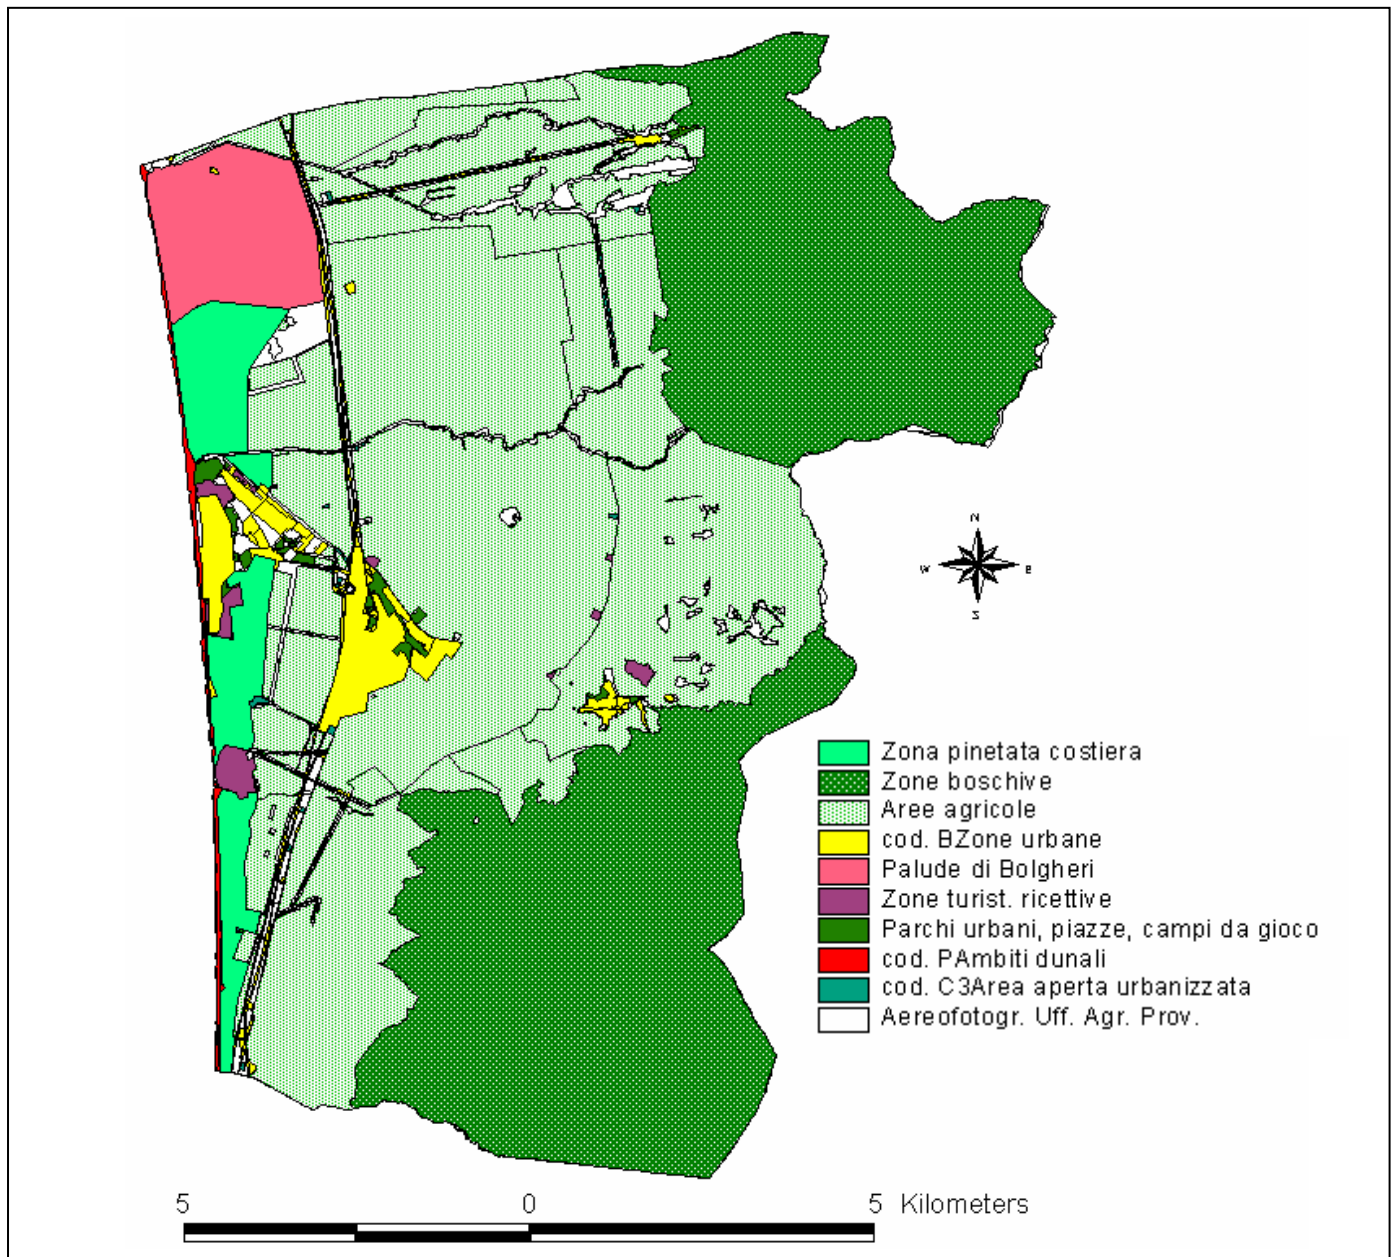 N
W E
S
Zona pinetata costiera
Zone boschive
Aree agricole
cod. BZone urbane
Palude di Bolgheri
Zone turist. ricettive
Parchi urbani, piazze, campi da gioco
cod. PAmbiti dunali
cod. C3Area aperta urbanizzata
Aereofotogr. Uff. Agr. Prov.
5 0 5 Kilometers